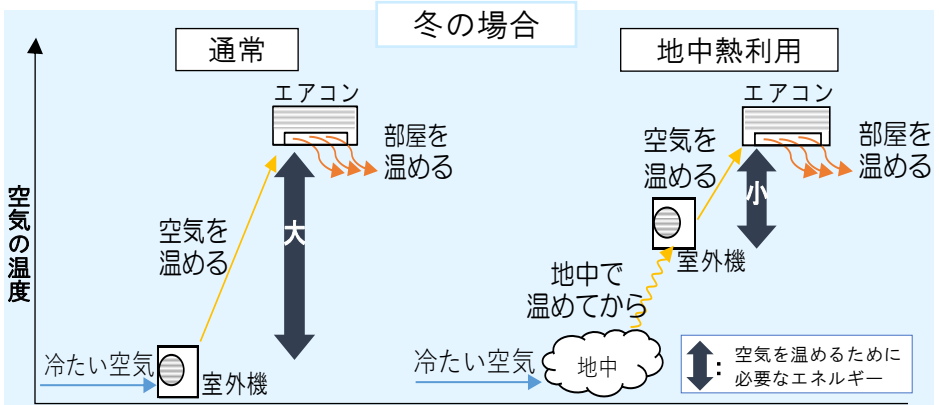 冬の場合
通常
エアコン
部屋を
温める
空気を
温める
大
冷たい空気
室外機
空気の温度
地中熱利用
エアコン
部屋を
温める
空気を
温める
小
室外機
地中で
温めてから
冷たい空気
地中
：空気を温めるために
必要なエネルギー